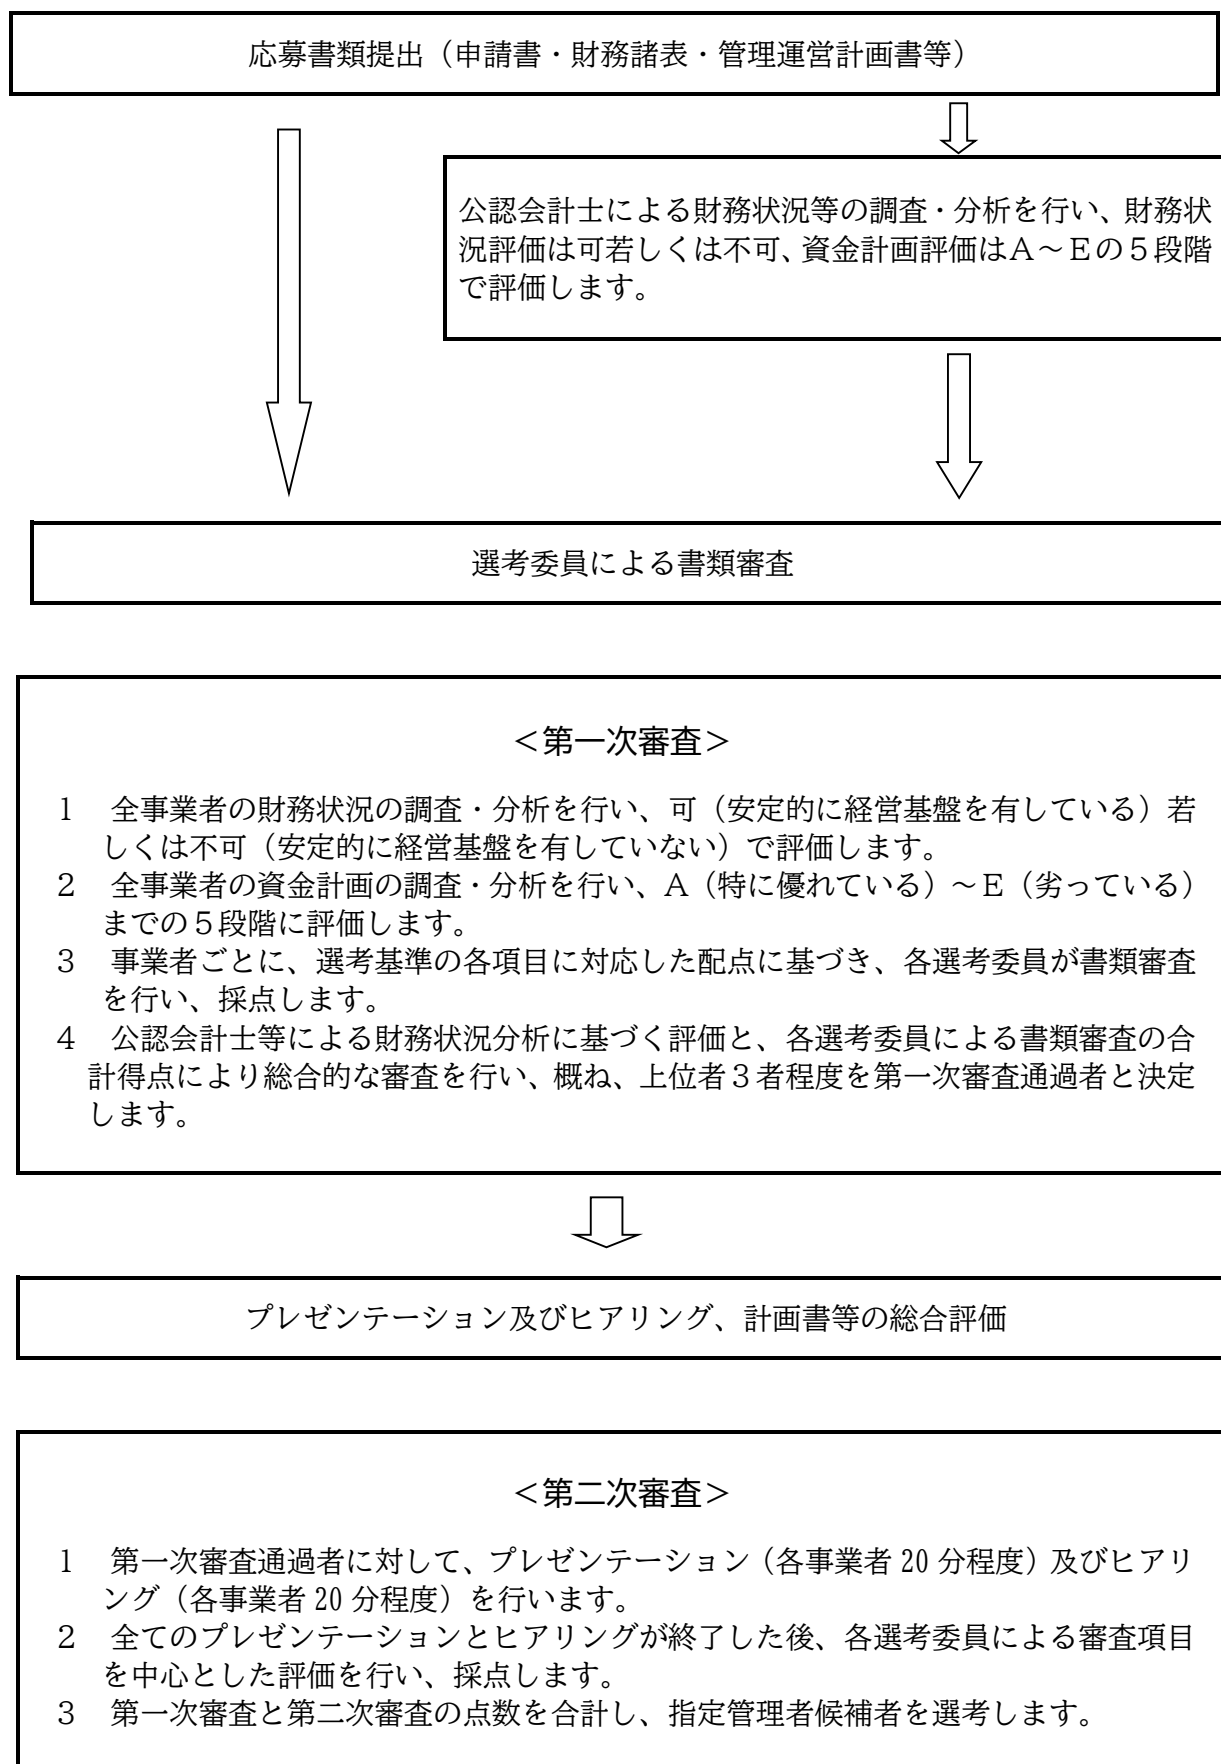 応募書類提出（申請書・財務諸表・管理運営計画書等）
公認会計士による財務状況等の調査・分析を行い、財務状
況評価は可若しくは不可、資金計画評価はＡ～Ｅの５段階
で評価します。
選考委員による書類審査
＜第一次審査＞
１　全事業者の財務状況の調査・分析を行い、可（安定的に経営基盤を有している）若
しくは不可（安定的に経営基盤を有していない）で評価します。
２　全事業者の資金計画の調査・分析を行い、Ａ（特に優れている）～Ｅ（劣っている）
までの５段階に評価します。
３　事業者ごとに、選考基準の各項目に対応した配点に基づき、各選考委員が書類審査
を行い、採点します。
４　公認会計士等による財務状況分析に基づく評価と、各選考委員による書類審査の合
計得点により総合的な審査を行い、概ね、上位者３者程度を第一次審査通過者と決定
します。
プレゼンテーション及びヒアリング、計画書等の総合評価
＜第二次審査＞
１　第一次審査通過者に対して、プレゼンテーション（各事業者 20 分程度）及びヒアリ
ング（各事業者 20 分程度）を行います。
２　全てのプレゼンテーションとヒアリングが終了した後、各選考委員による審査項目
を中心とした評価を行い、採点します。
３　第一次審査と第二次審査の点数を合計し、指定管理者候補者を選考します。